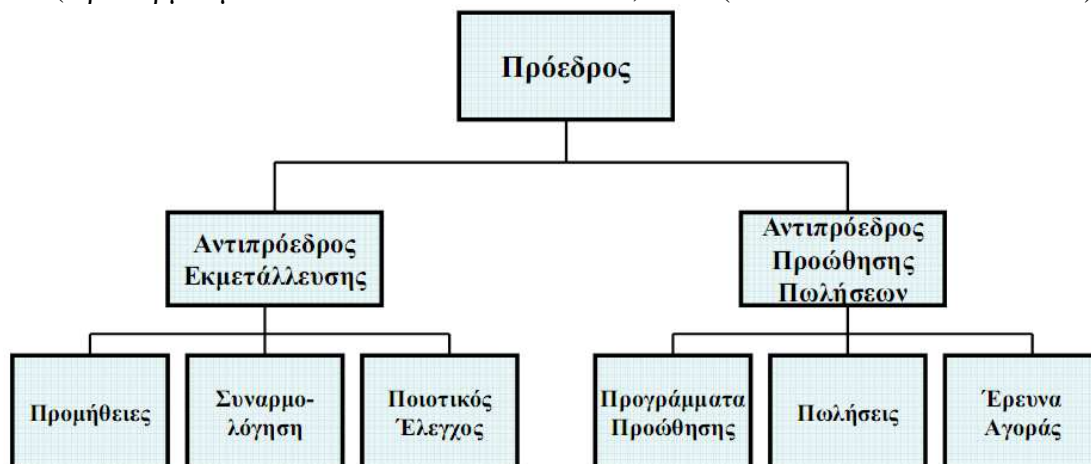 Πρόεδρος
Αντιπρόεδρος
Εκμετάλλευσης
Αντιπρόεδρος
Προώθησης
Πωλήσεων
Προμήθειες
Συναρμο-
λόγηση
Ποιοτικός
Έλεγχος
Προγράμματα
Προώθησης
Πωλήσεις
Έρευνα
Αγοράς